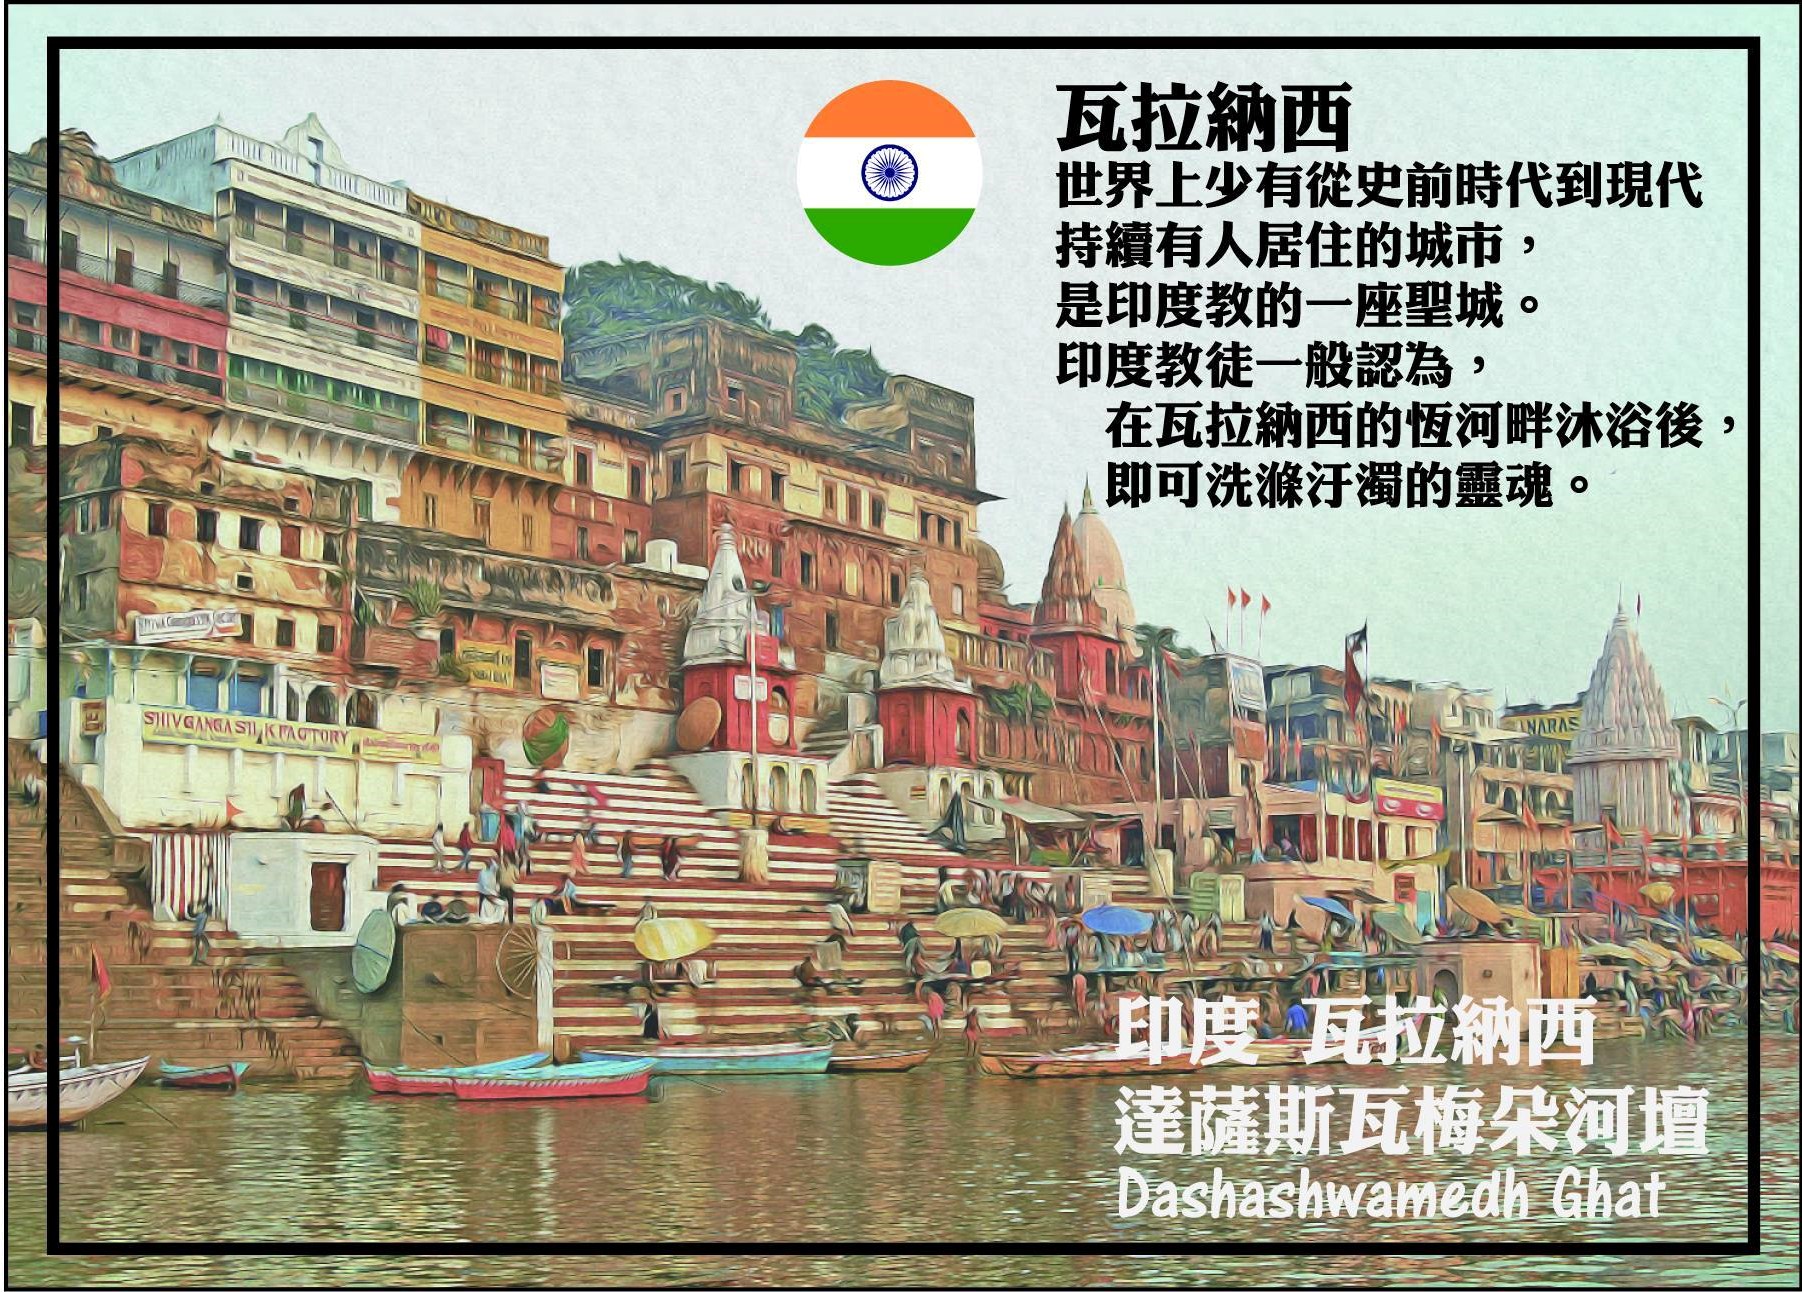 瓦拉納西
世界上少有從史前時代到現代
持續有人居住的城市，
是印度教的一座聖城。
印度教徒一般認為，
在瓦拉納西的恆河畔沐浴後，
即可洗滌汙濁的靈魂。
SHIVGANGA SILK FACTORY
NARAS
印度 瓦拉納西
達薩斯瓦梅朵河壇
Dashashwamedh Ghat